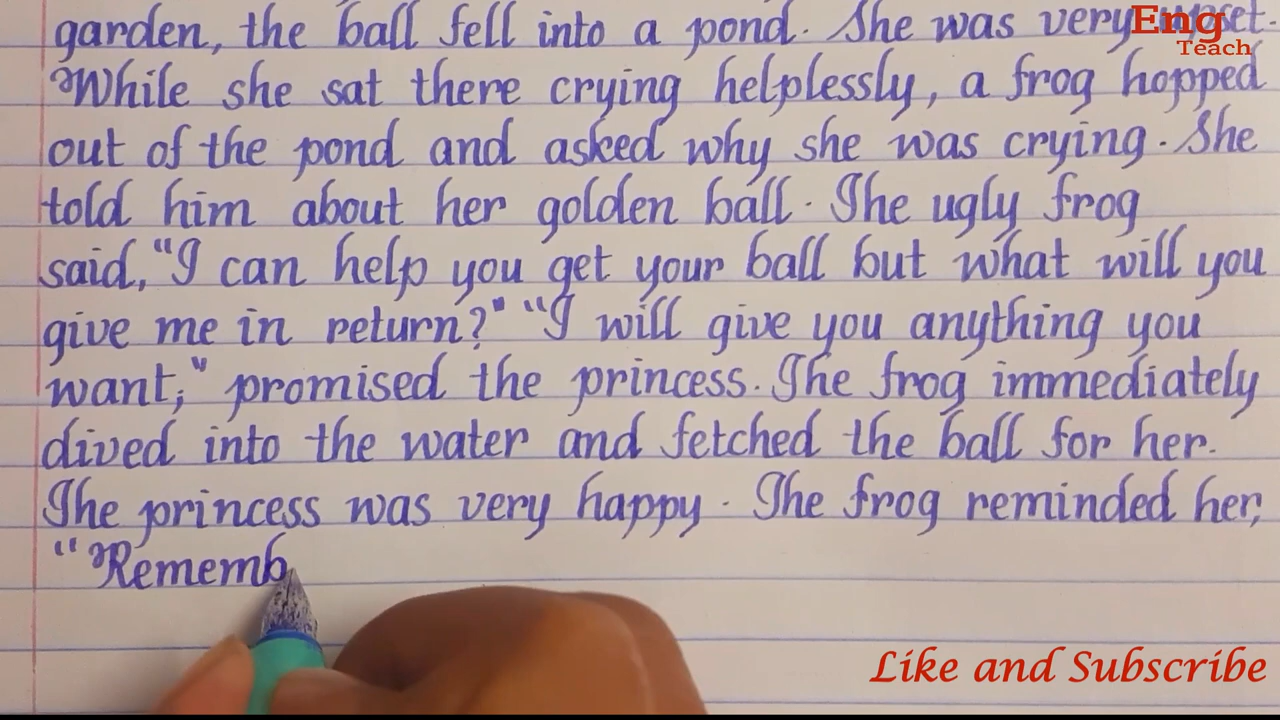 garden, the ball fell into a pond. She was very upset.
Eng
Teach
While she sat there crying helplessly, a frog hopped
out of the pond and asked why she was crying. She
told him about her golden ball. The ugly frog
said, "I can help you get your ball but what will you
give me in return?" "I will give you anything you
want," promised the princess. The frog immediately
dived into the water and fetched the ball for her.
The princess was very happy. The frog reminded her,
"Rememb
Like and Subscribe